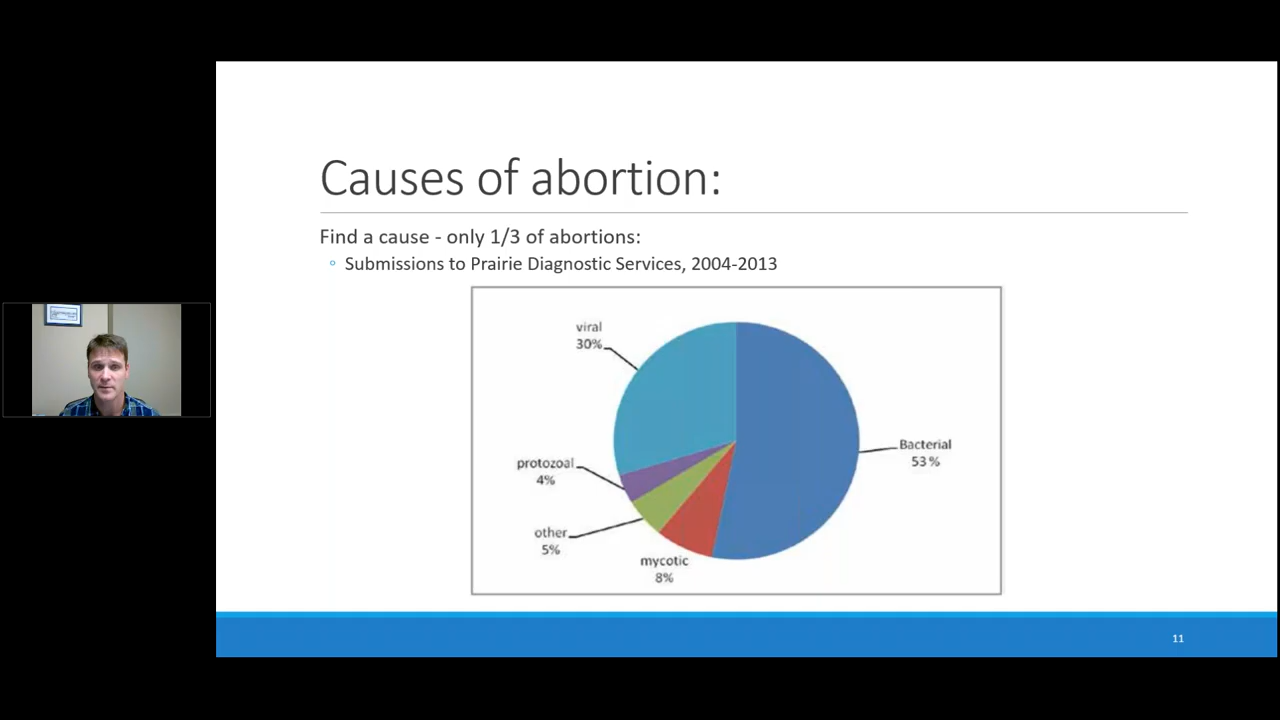 Causes of abortion:
Find a cause - only 1/3 of abortions:
Submissions to Prairie Diagnostic Services, 2004-2013
viral
30%
Bacterial
53%
protozoal
4%
other
5%
mycotic
8%
11